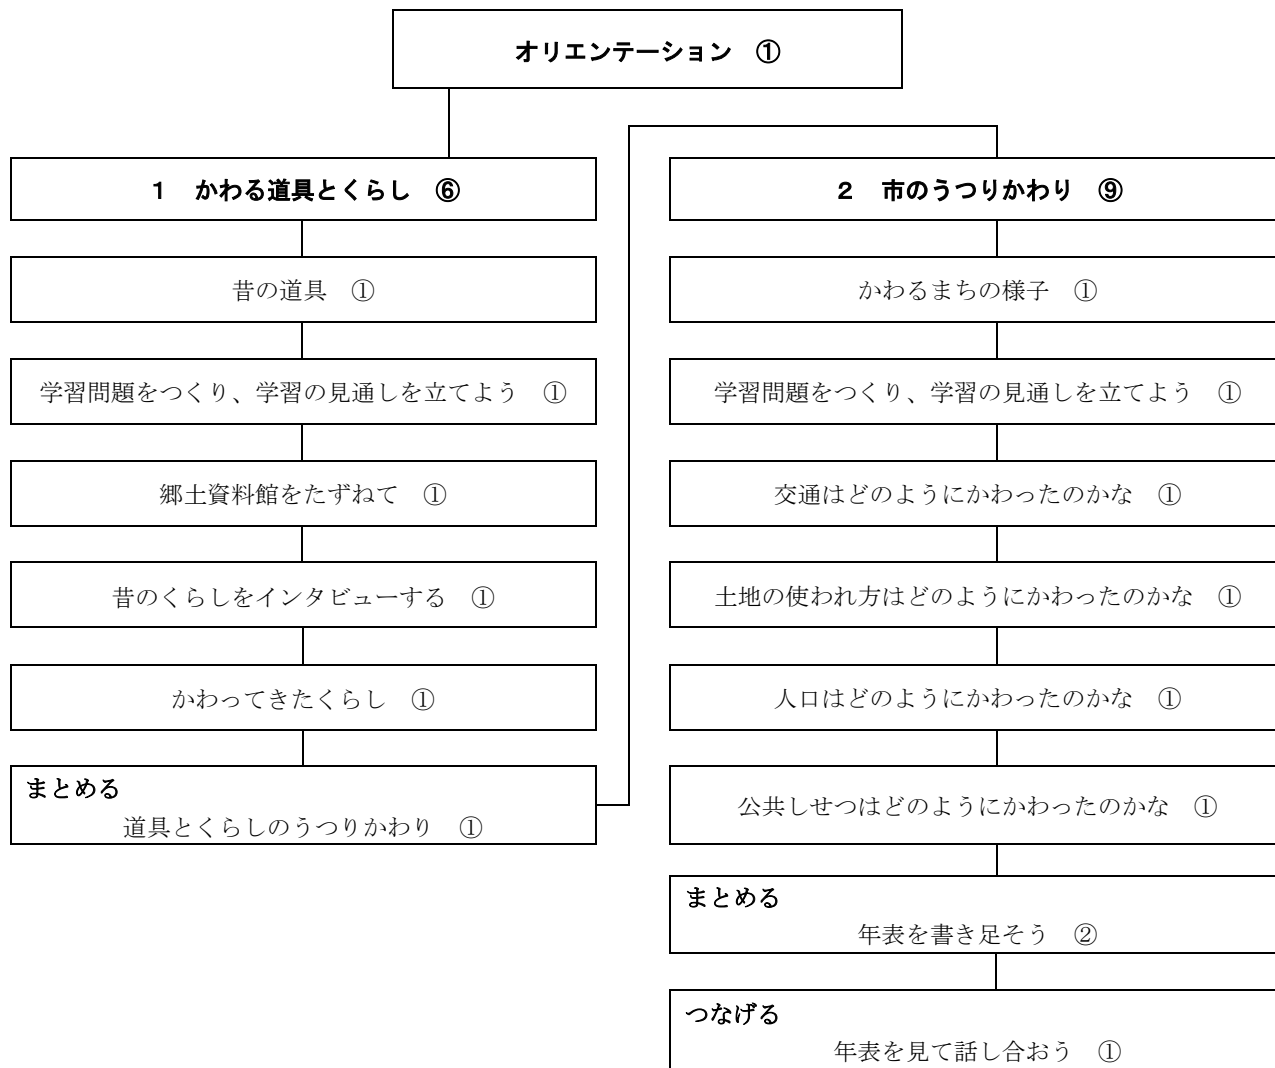 オリエンテーション　①
１　かわる道具とくらし　⑥
昔の道具　①
学習問題をつくり、学習の見通しを立てよう　①
郷土資料館をたずねて　①
昔のくらしをインタビューする　①
かわってきたくらし　①
まとめる
道具とくらしのうつりかわり　①
２　市のうつりかわり　⑨
かわるまちの様子　①
学習問題をつくり、学習の見通しを立てよう　①
交通はどのようにかわったのかな　①
土地の使われ方はどのようにかわったのかな　①
人口はどのようにかわったのかな　①
公共しせつはどのようにかわったのかな　①
まとめる
年表を書き足そう　②
つなげる
年表を見て話し合おう　①